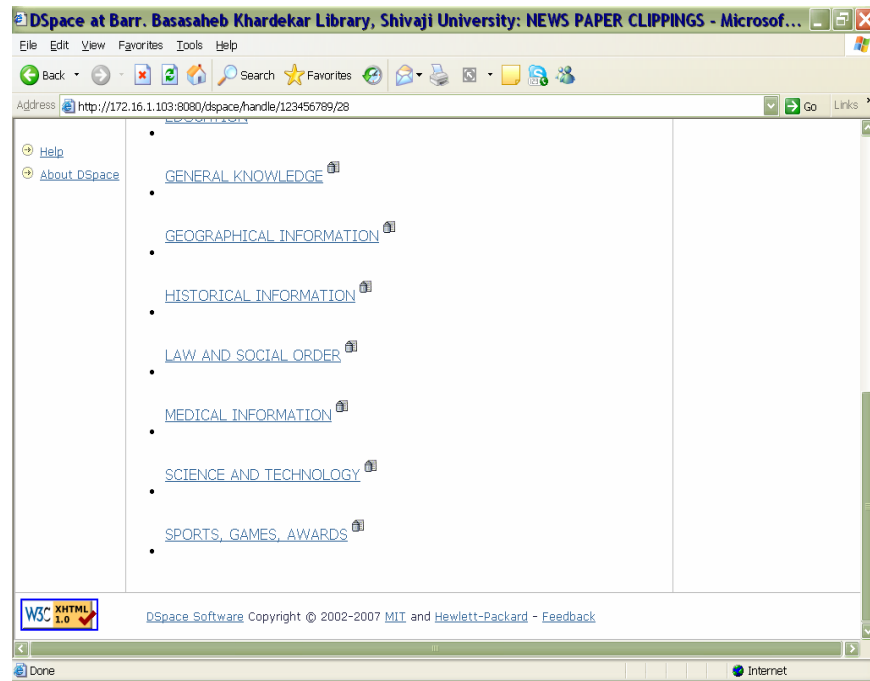 DSpace at Barr. Basasaheb Khardekar Library, Shivaji University: NEWS PAPER CLIPPINGS - Microsof...
File Edit View Favorites Tools Help
Back Search Favorites
Address http://172.16.1.103:8080/dspace/handle/123456789/28 Go Links
EDUCATION
Help
About DSpace
GENERAL KNOWLEDGE
GEOGRAPHICAL INFORMATION
HISTORICAL INFORMATION
LAW AND SOCIAL ORDER
MEDICAL INFORMATION
SCIENCE AND TECHNOLOGY
SPORTS, GAMES, AWARDS
W3C XHTML 1.0
DSpace Software Copyright © 2002-2007 MIT and Hewlett-Packard - Feedback
Done Internet